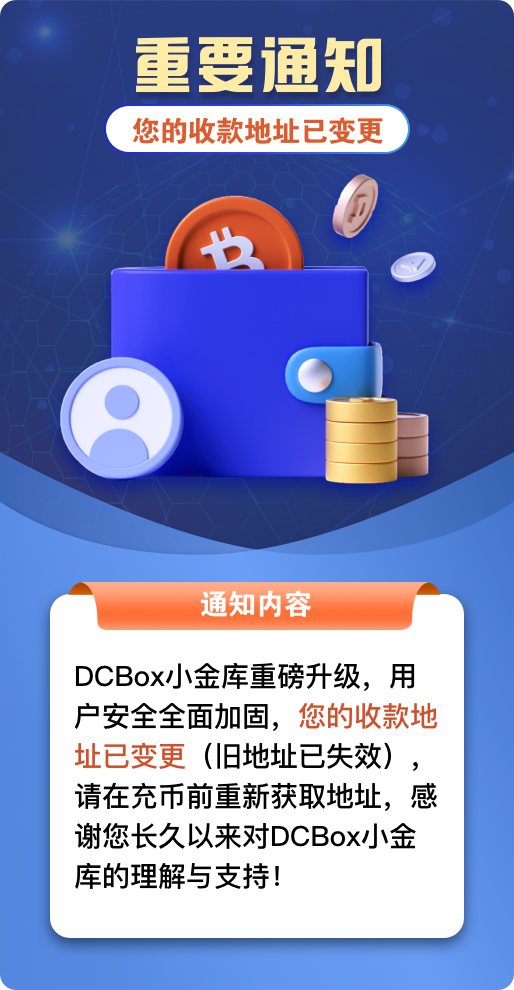 重要通知
您的收款地址已变更
通知内容
DCBox小金库重磅升级，用
户安全全面加固，您的收款地
址已变更（旧地址已失效），
请在充币前重新获取地址，感
谢您长久以来对DCBox小金
库的理解与支持！